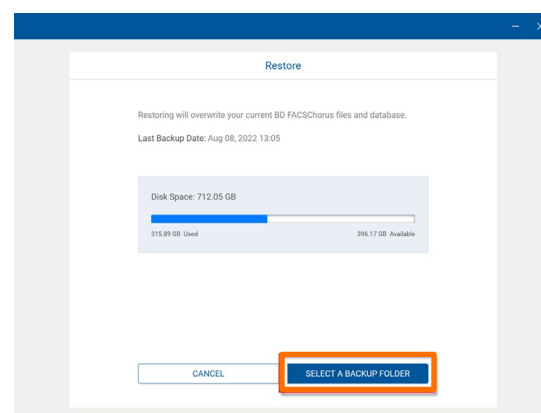 Restore
Restoring will overwrite your current BD FACSChorus files and database.
Last Backup Date: Aug 08, 2022 13:05
Disk Space: 712.05 GB
315.89 GB Used
396.17 GB Available
CANCEL
SELECT A BACKUP FOLDER